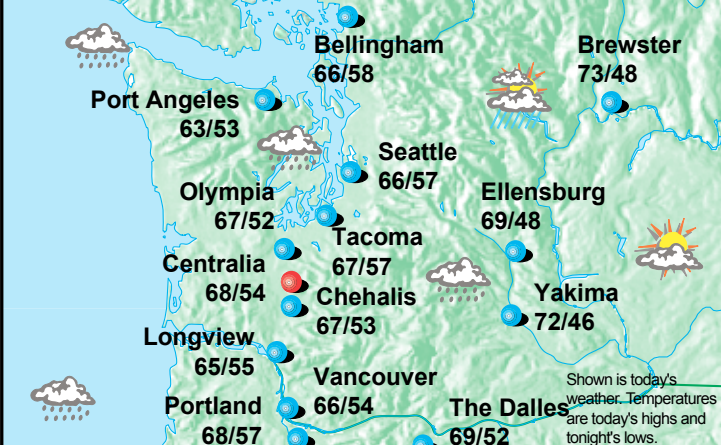 Bellingham
66/58
Brewster
73/48
Port Angeles
63/53
Seattle
66/57
Olympia
67/52
Ellensburg
69/48
Tacoma
67/57
Centralia
68/54
Chehalis
67/53
Yakima
72/46
Longview
65/55
Vancouver
66/54
Portland
68/57
The Dalles
69/52
Shown is today's
weather. Temperatures
are today's highs and
tonight's lows.